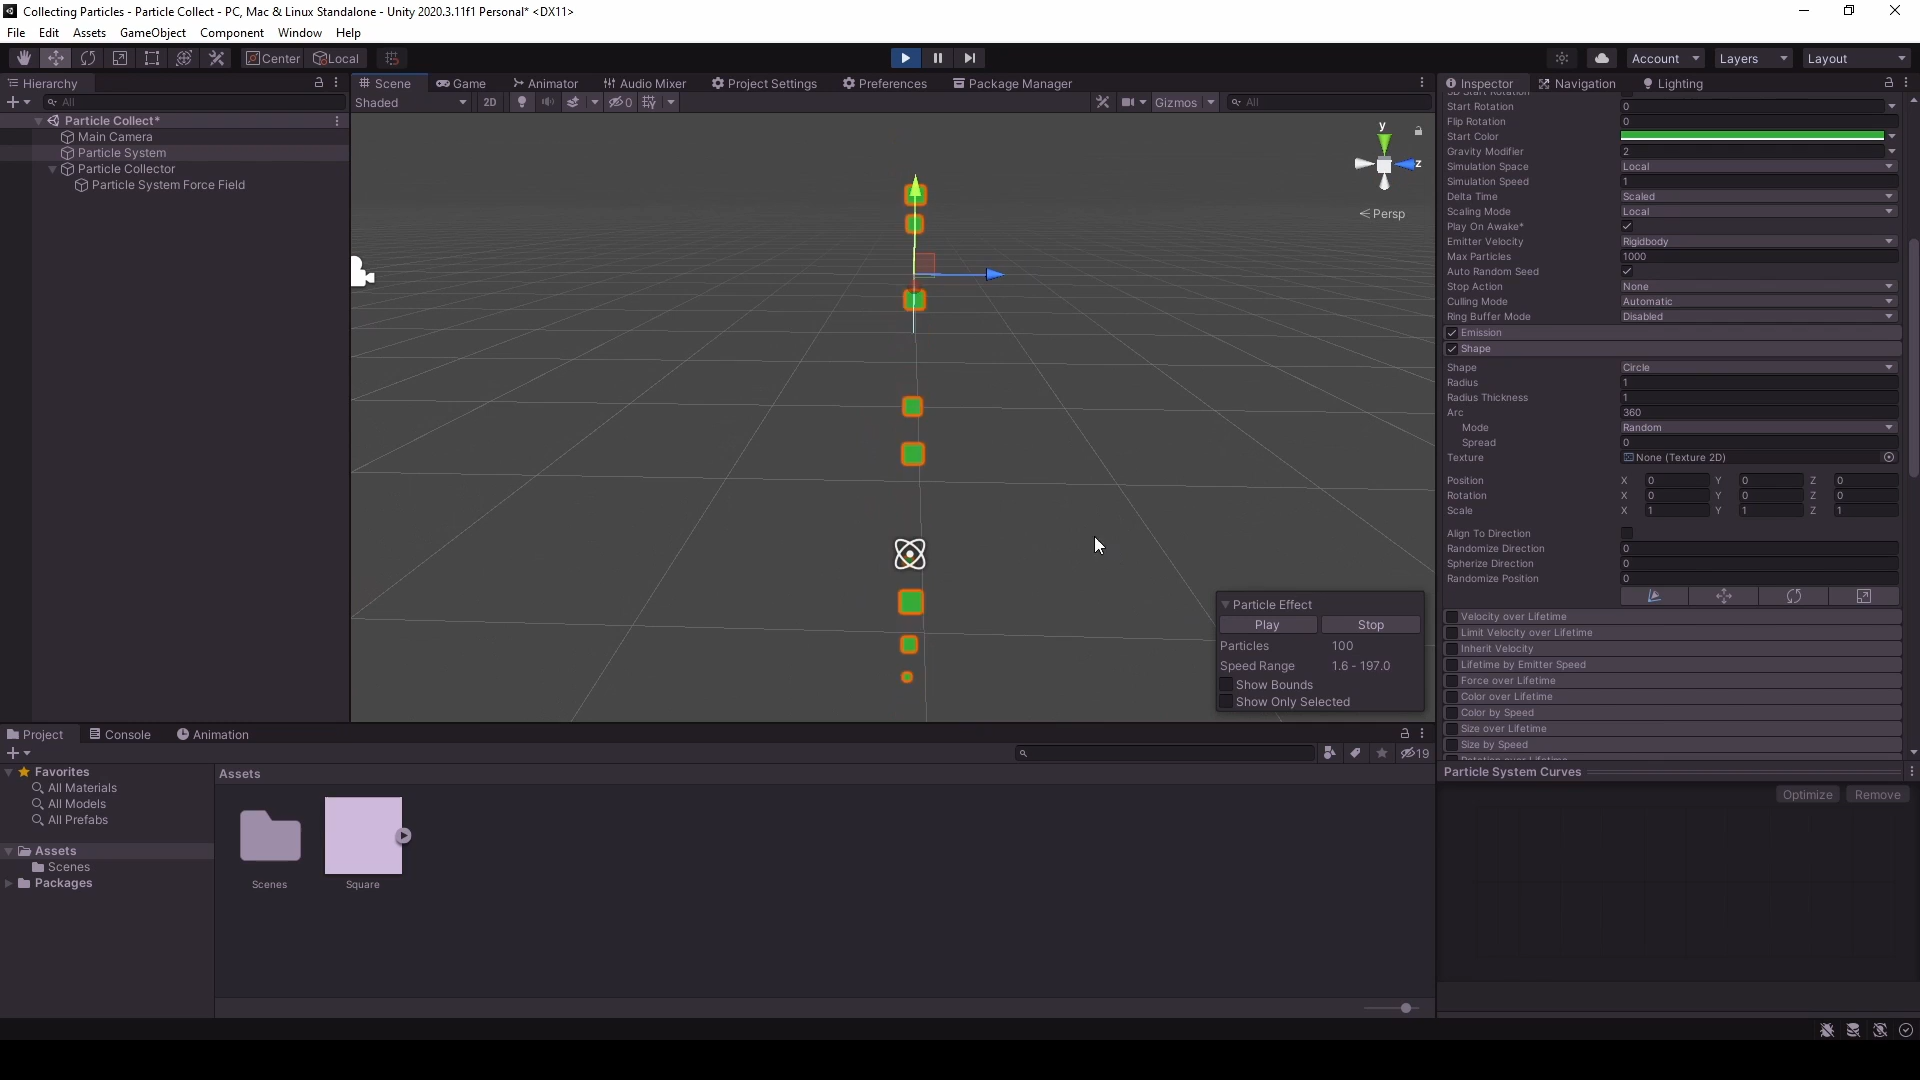 Collecting Particles - Particle Collect - PC, Mac & Linux Standalone - Unity 2020.3.11f1 Personal* <DX11>
File Edit Assets GameObject Component Window Help
Center Local Account Layers Layout
Hierarchy
All
Particle Collect*
Main Camera
Particle System
Particle Collector
Particle System Force Field
Scene Game Animator Audio Mixer Project Settings Preferences Package Manager
Shaded 2D 0 Gizmos All
y
z
Persp
Particle Effect
Play Stop
Particles 100
Speed Range 1.6 - 197.0
Show Bounds
Show Only Selected
Inspector Navigation Lighting
3D Start Rotation
Start Rotation 0
Flip Rotation 0
Start Color
Gravity Modifier 2
Simulation Space Local
Simulation Speed 1
Delta Time Scaled
Scaling Mode Local
Play On Awake*
Emitter Velocity Rigidbody
Max Particles 1000
Auto Random Seed
Stop Action None
Culling Mode Automatic
Ring Buffer Mode Disabled
Emission
Shape
Shape Circle
Radius 1
Radius Thickness 1
Arc 360
Mode Random
Spread 0
Texture None (Texture 2D)
Position X 0 Y 0 Z 0
Rotation X 0 Y 0 Z 0
Scale X 1 Y 1 Z 1
Align To Direction
Randomize Direction 0
Spherize Direction 0
Randomize Position 0
Velocity over Lifetime
Limit Velocity over Lifetime
Inherit Velocity
Lifetime by Emitter Speed
Force over Lifetime
Color over Lifetime
Color by Speed
Size over Lifetime
Size by Speed
Rotation over Lifetime
Particle System Curves
Optimize Remove
Project Console Animation
19
Favorites
All Materials
All Models
All Prefabs
Assets
Scenes
Packages
Assets
Scenes Square